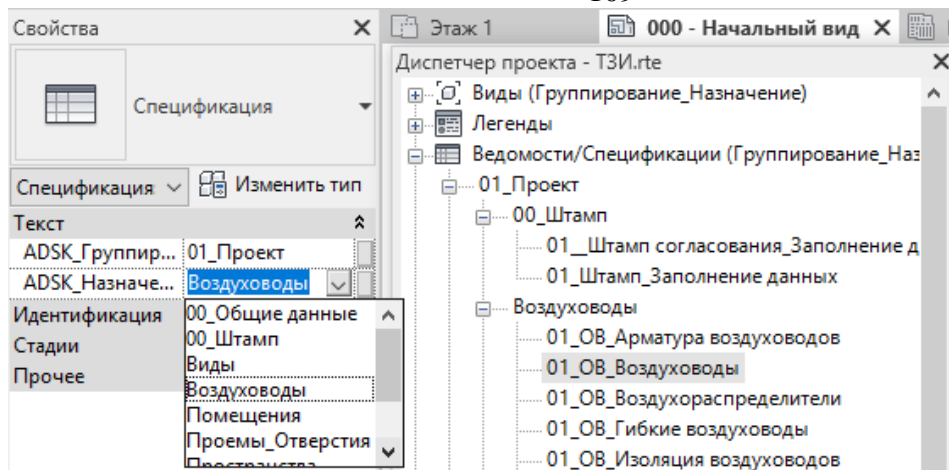 Свойства
Спецификация
Спецификация
Изменить тип
Текст
ADSK_Группир... 01_Проект
ADSK_Назначе... Воздуховоды
Идентификация
Стадии
Прочее
00_Общие данные
00_Штамп
Виды
Воздуховоды
Помещения
Проемы_Отверстия
Пространства
Этаж 1
000 - Начальный вид
Диспетчер проекта - ТЗИ.rte
Виды (Группирование_Назначение)
Легенды
Ведомости/Спецификации (Группирование_Наз
01_Проект
00_Штамп
01__Штамп согласования_Заполнение д
01_Штамп_Заполнение данных
Воздуховоды
01_ОВ_Арматура воздуховодов
01_ОВ_Воздуховоды
01_ОВ_Воздухораспределители
01_ОВ_Гибкие воздуховоды
01_ОВ_Изоляция воздуховодов